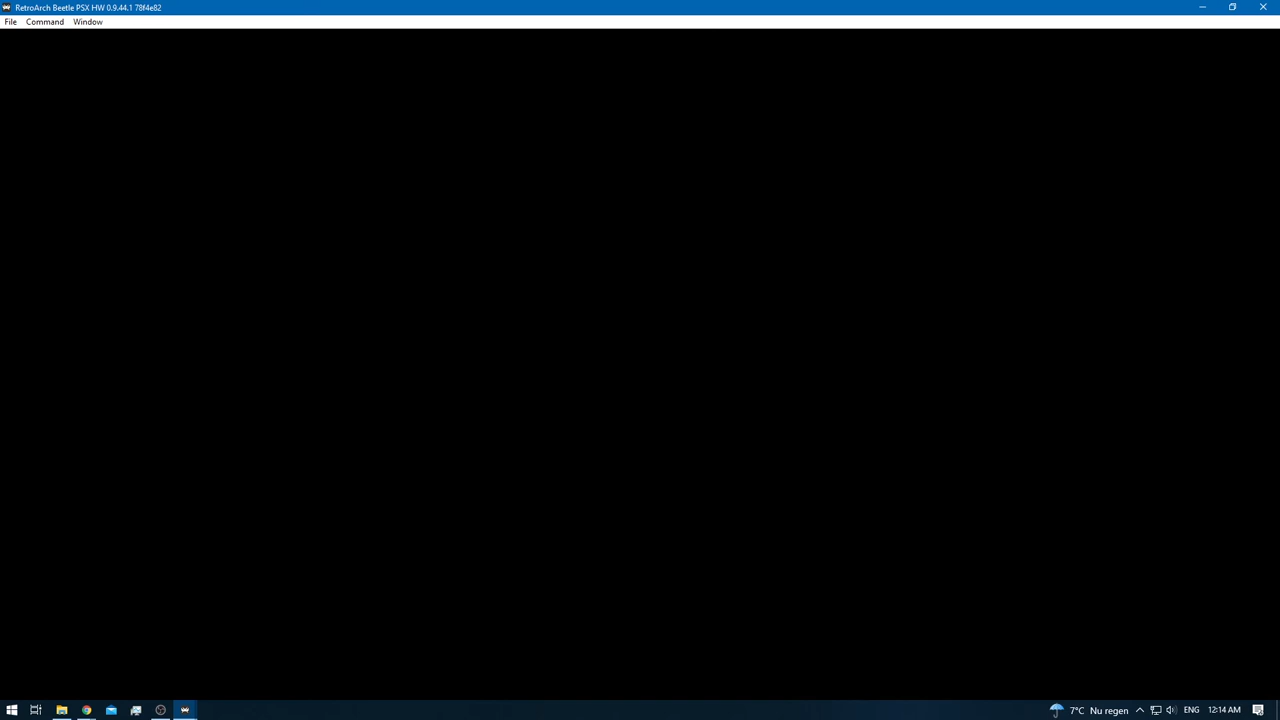 RetroArch Beetle PSX HW 0.9.44.1 78f4e82
File Command Window
7°C Nu regen ENG 12:14 AM